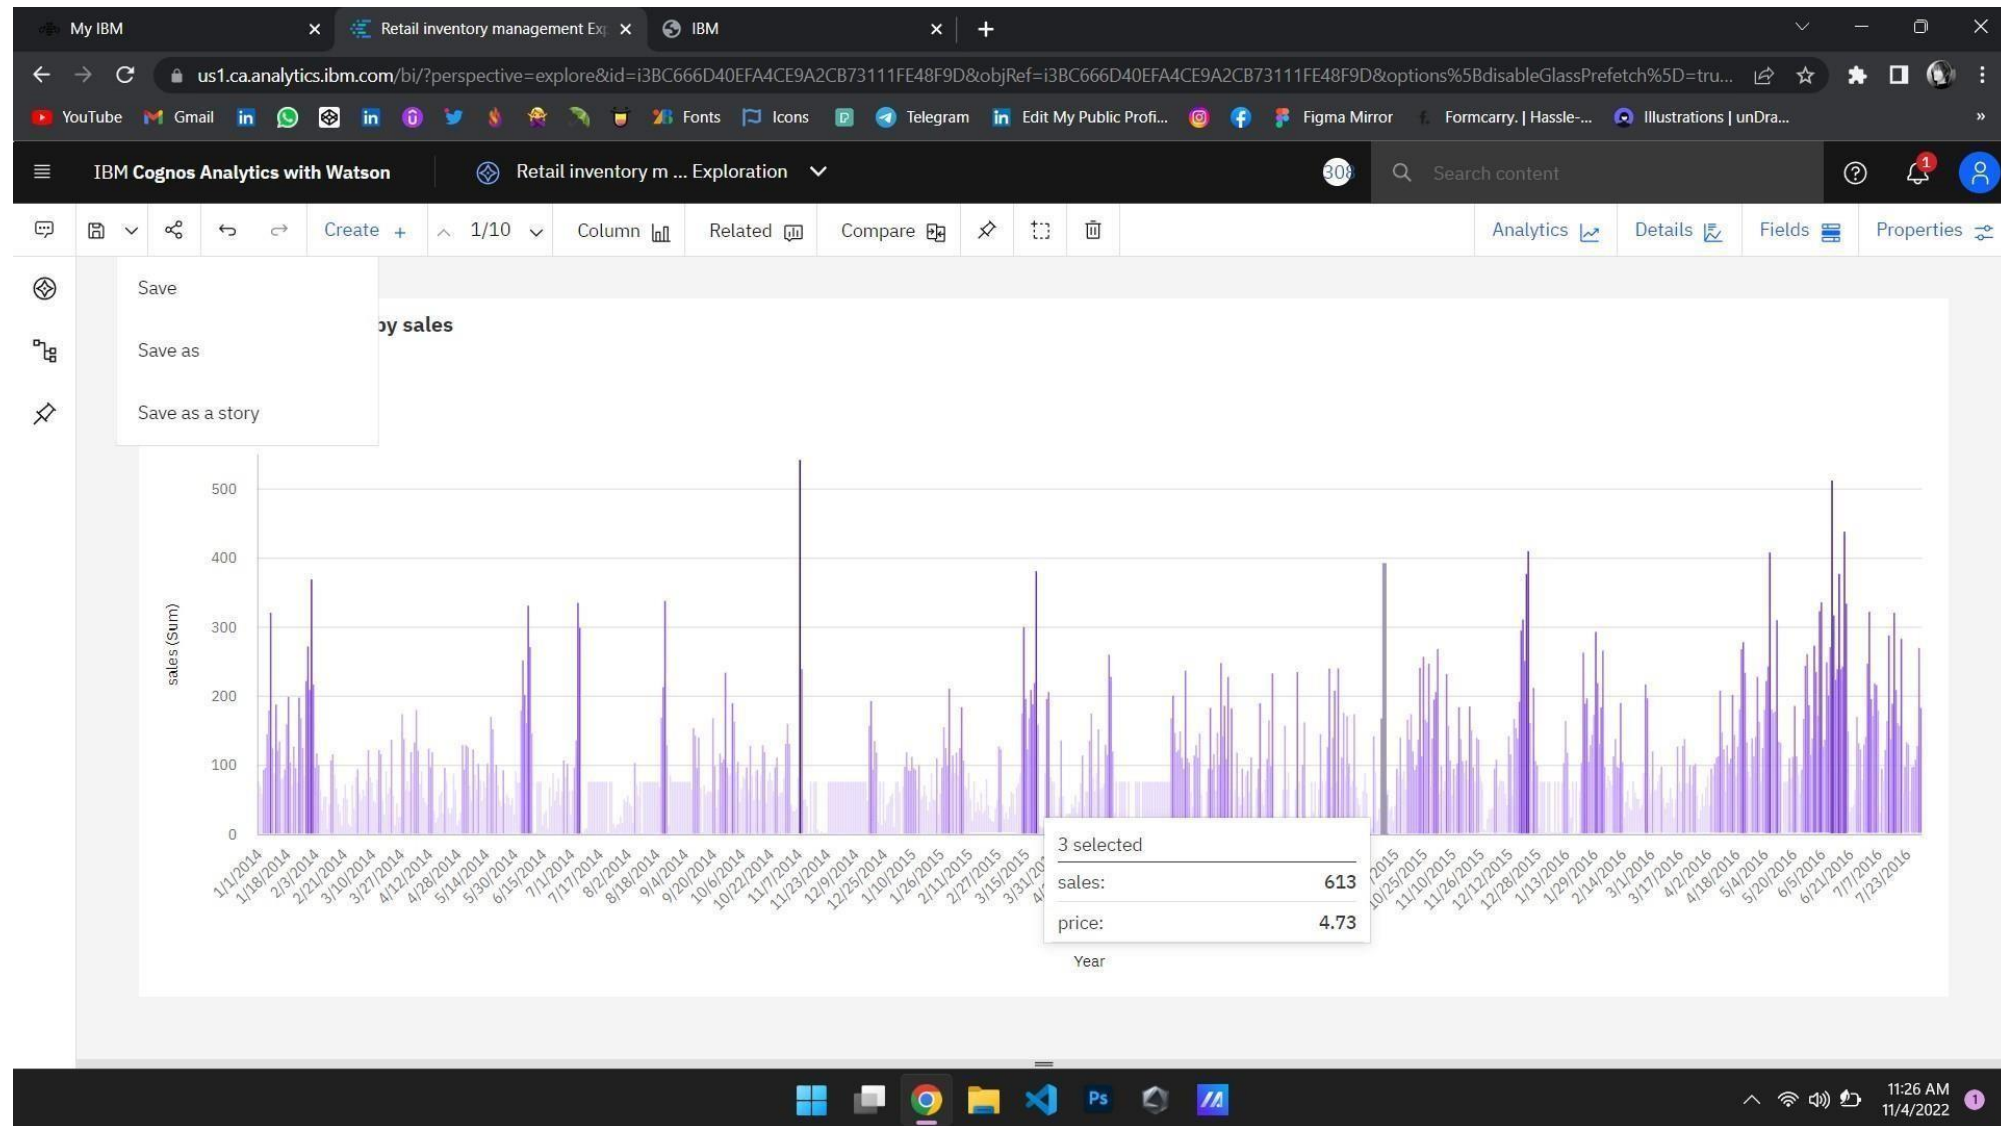 My IBM
Retail inventory management Exp
IBM
us1.ca.analytics.ibm.com/bi/?perspective=explore&id=i3BC666D40EFA4CE9A2CB73111FE48F9D&objRef=i3BC666D40EFA4CE9A2CB73111FE48F9D&options%5BdisableGlassPrefetch%5D=tru...
YouTube Gmail Fonts Icons Telegram Edit My Public Profi... Figma Mirror Formcarry. | Hassle-... Illustrations | unDra... »
IBM Cognos Analytics with Watson
Retail inventory m ... Exploration
308
Search content
1
Create +
1/10
Column
Related
Compare
Analytics
Details
Fields
Properties
Save
Save as
Save as a story
by sales
500
400
300
200
100
0
sales (Sum)
1/1/2014
1/18/2014
2/3/2014
2/21/2014
3/10/2014
3/27/2014
4/12/2014
4/28/2014
5/14/2014
5/30/2014
6/15/2014
7/1/2014
7/17/2014
8/2/2014
8/18/2014
9/4/2014
9/20/2014
10/6/2014
10/22/2014
11/7/2014
11/23/2014
12/9/2014
12/25/2014
1/10/2015
1/26/2015
2/11/2015
2/27/2015
3/15/2015
3/31/201
/2015
10/25/2015
11/10/2015
11/26/2015
12/12/2015
12/28/2015
1/13/2016
1/29/2016
2/14/2016
3/1/2016
3/17/2016
4/2/2016
4/18/2016
5/4/2016
5/20/2016
6/5/2016
6/21/2016
7/7/2016
7/23/2016
3 selected
sales: 613
price: 4.73
Year
Ps
11:26 AM
11/4/2022
1